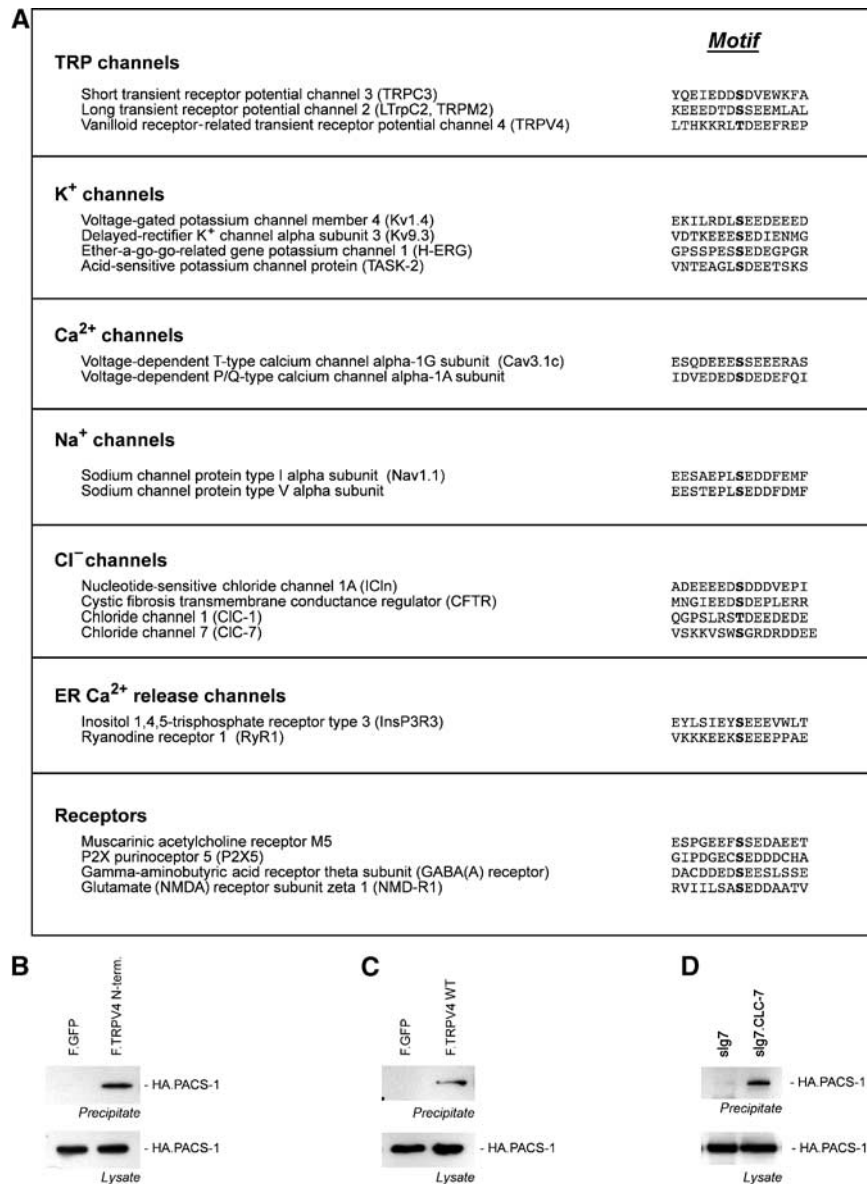 A
Motif
TRP channels
Short transient receptor potential channel 3 (TRPC3) YQEIEDDSDVEWKFA
Long transient receptor potential channel 2 (LTrpC2, TRPM2) KEEEDTDSSEEMLAL
Vanilloid receptor-related transient receptor potential channel 4 (TRPV4) LTHKKRLTDEEFREP
K+ channels
Voltage-gated potassium channel member 4 (Kv1.4) EKILRDLSEEDEEED
Delayed-rectifier K+ channel alpha subunit 3 (Kv9.3) VDTKEEESEDIENMG
Ether-a-go-go-related gene potassium channel 1 (H-ERG) GPSSPESSEDEGPGR
Acid-sensitive potassium channel protein (TASK-2) VNTEAGLSDEETSKS
Ca2+ channels
Voltage-dependent T-type calcium channel alpha-1G subunit (Cav3.1c) ESQDEEESSEEERAS
Voltage-dependent P/Q-type calcium channel alpha-1A subunit IDVEDEDSDEDEFQI
Na+ channels
Sodium channel protein type I alpha subunit (Nav1.1) EESAEPLSEDDFEMF
Sodium channel protein type V alpha subunit EESTEPLSEDDFDMF
Cl− channels
Nucleotide-sensitive chloride channel 1A (ICln) ADEEEEDSDDDVEPI
Cystic fibrosis transmembrane conductance regulator (CFTR) MNGIEEDSDEPLERR
Chloride channel 1 (ClC-1) QGPSLRSTDEEDEDE
Chloride channel 7 (ClC-7) VSKKVSWSGRDRDDEE
ER Ca2+ release channels
Inositol 1,4,5-trisphosphate receptor type 3 (InsP3R3) EYLSIEYSEEEVWLT
Ryanodine receptor 1 (RyR1) VKKKEEKSEEEPPAE
Receptors
Muscarinic acetylcholine receptor M5 ESPGEEFSSEDAEET
P2X purinoceptor 5 (P2X5) GIPDGECSEDDDCHA
Gamma-aminobutyric acid receptor theta subunit (GABA(A) receptor) DACDDEDSEESLSSE
Glutamate (NMDA) receptor subunit zeta 1 (NMD-R1) RVIILSASEDDAATV
B
F.GFP
F.TRPV4 N-term.
- HA.PACS-1
Precipitate
- HA.PACS-1
Lysate
C
F.GFP
F.TRPV4 WT
- HA.PACS-1
Precipitate
- HA.PACS-1
Lysate
D
sIg7
sIg7.CLC-7
- HA.PACS-1
Precipitate
- HA.PACS-1
Lysate